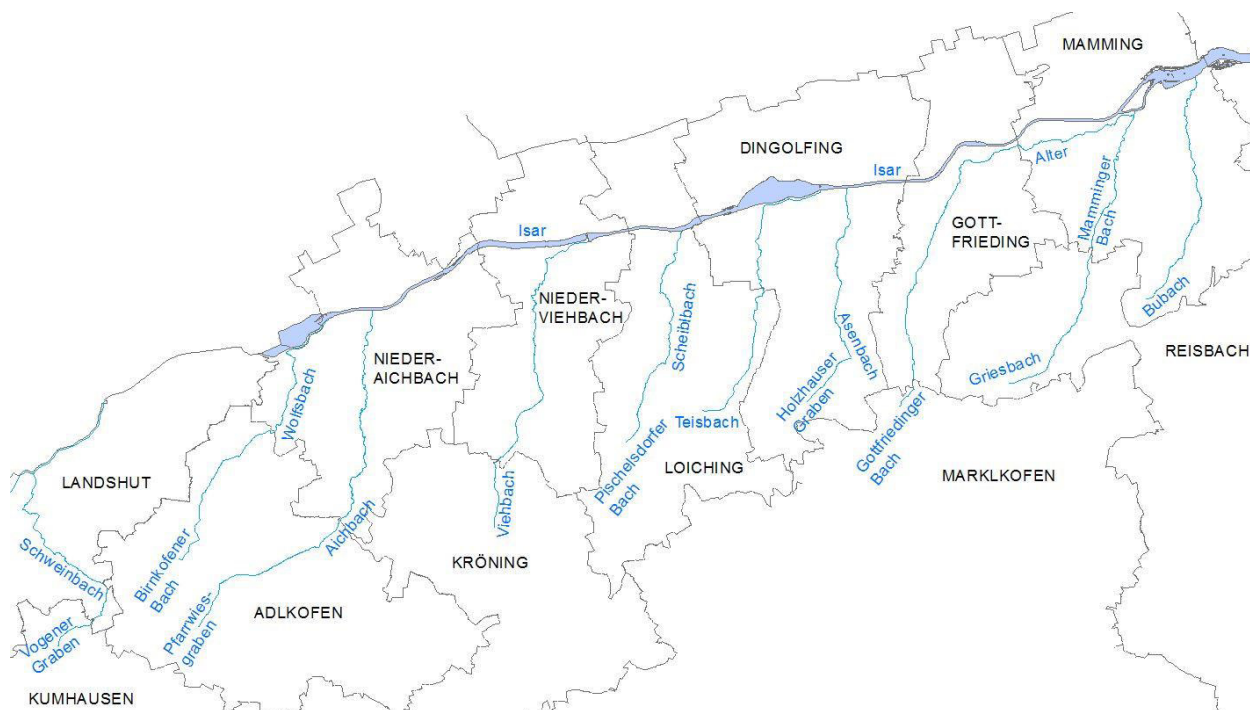 MAMMING
DINGOLFING
Isar
Alter
Mamminger
Bach
GOTT-
FRIEDING
Isar
NIEDER-
VIEHBACH
Scheiblbach
Asenbach
Bubach
REISBACH
NIEDER-
AICHBACH
Wolfsbach
Griesbach
Holzhauser
Graben
Teisbach
Gottfriedinger
Bach
Pischelsdorfer
Bach
LOICHING
MARKLKOFEN
LANDSHUT
Viehbach
Aichbach
Schweinbach
Birnkofener
Bach
KRÖNING
Pfarrwies-
graben
ADLKOFEN
Vogener
Graben
KUMHAUSEN